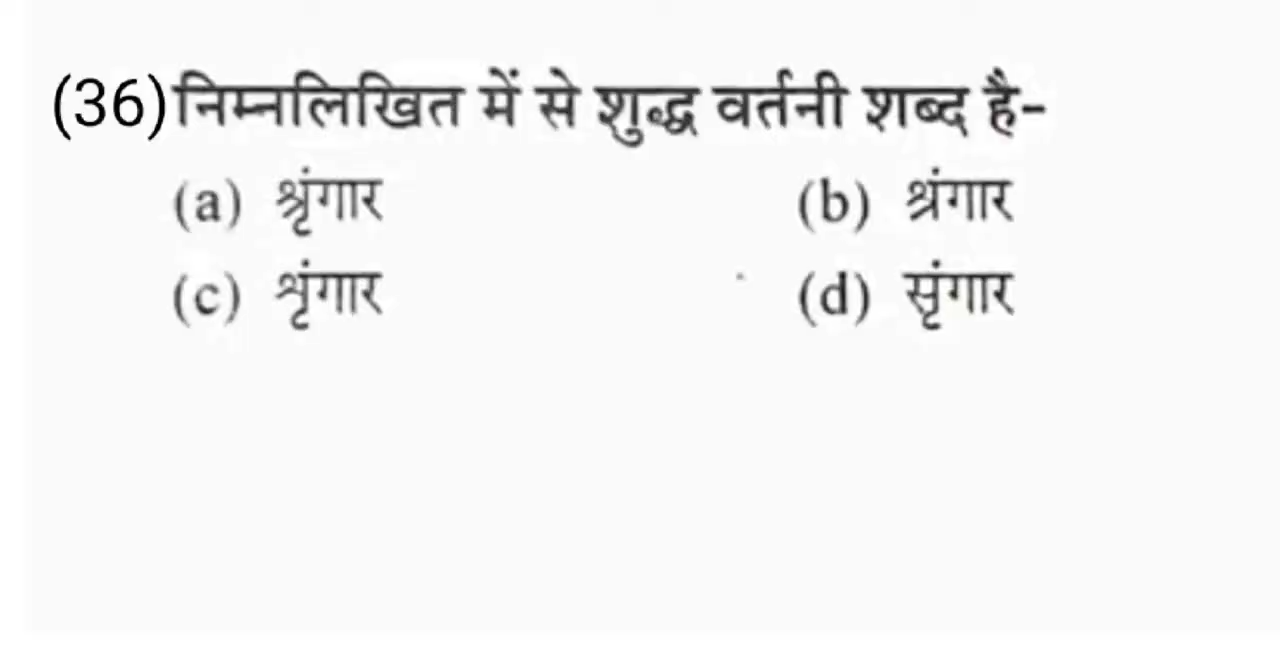 (36) निम्नलिखित में से शुद्ध वर्तनी शब्द है-
(a) श्रृंगार (b) श्रंगार
(c) शृंगार (d) सृंगार